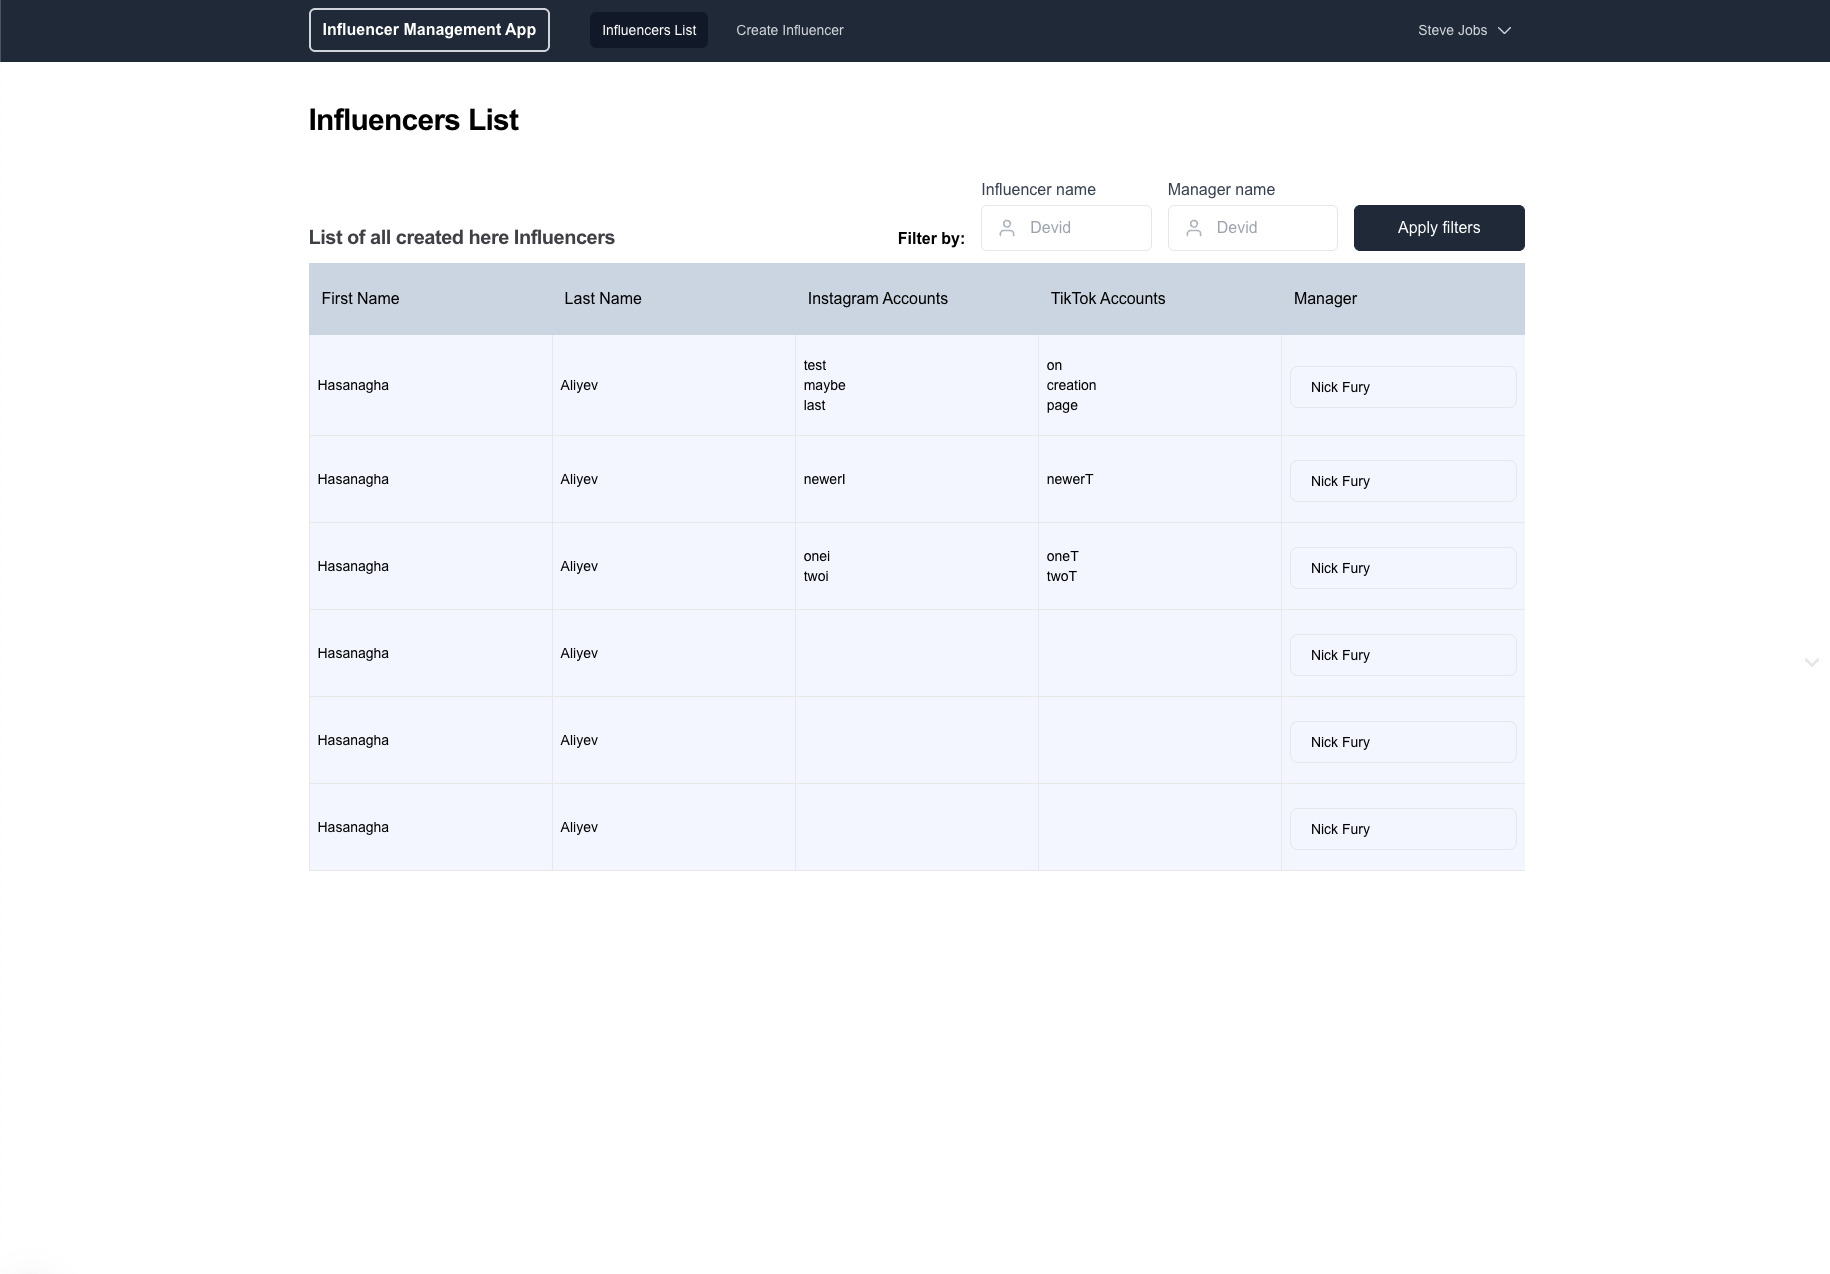 Influencer Management App
Influencers List
Create Influencer
Steve Jobs
Influencers List
List of all created here Influencers
Filter by:
Influencer name
Devid
Manager name
Devid
Apply filters
First Name Last Name Instagram Accounts TikTok Accounts Manager
Hasanagha Aliyev
test
maybe
last
on
creation
page
Nick Fury
Hasanagha Aliyev newerI newerT Nick Fury
Hasanagha Aliyev
onei
twoi
oneT
twoT
Nick Fury
Hasanagha Aliyev Nick Fury
Hasanagha Aliyev Nick Fury
Hasanagha Aliyev Nick Fury